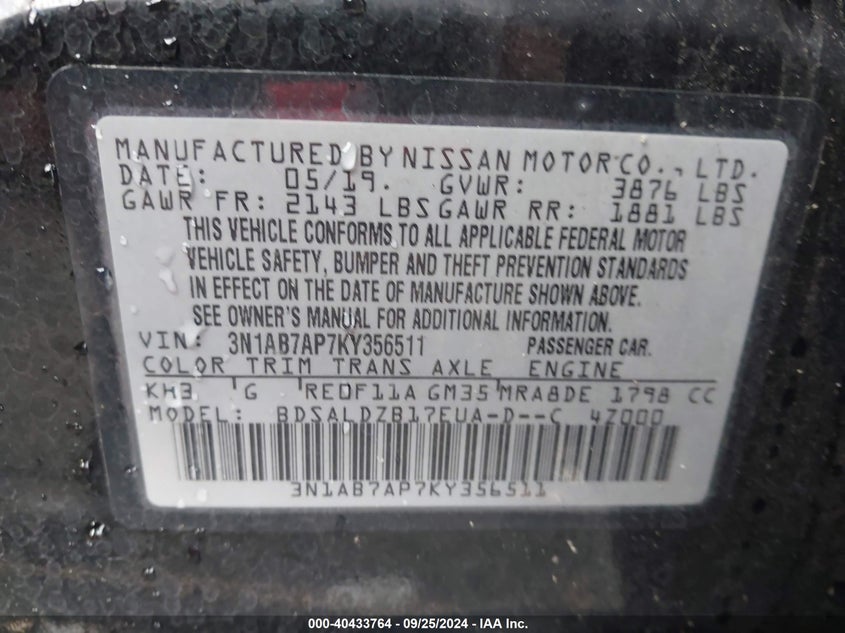 MANUFACTURED BY NISSAN MOTOR CO., LTD.
DATE: 05/19. GVWR: 3876 LBS
GAWR FR: 2143 LBS GAWR RR: 1881 LBS
THIS VEHICLE CONFORMS TO ALL APPLICABLE FEDERAL MOTOR
VEHICLE SAFETY, BUMPER AND THEFT PREVENTION STANDARDS
IN EFFECT ON THE DATE OF MANUFACTURE SHOWN ABOVE.
SEE OWNER'S MANUAL FOR ADDITIONAL INFORMATION.
VIN: 3N1AB7AP7KY356511 PASSENGER CAR.
COLOR TRIM TRANS AXLE ENGINE
KH3 G RE0F11A GM35 MRA8DE 1798 CC
MODEL: BDSALDZB17EUA-D--C 4Z000
3N1AB7AP7KY356511
000-40433764 - 09/25/2024 - IAA Inc.